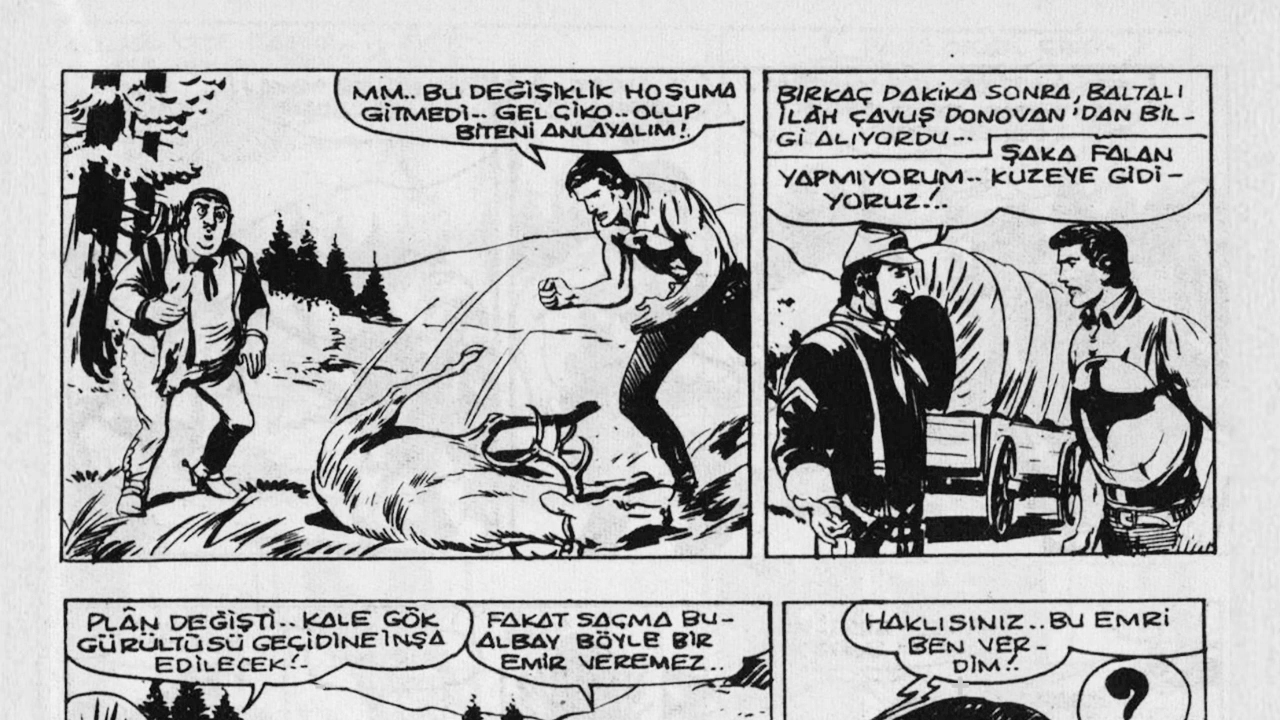 MM.. BU DEĞİŞİKLİK HOŞUMA
GİTMEDİ.. GEL ÇİKO.. OLUP
BİTENİ ANLAYALIM!.
BİRKAÇ DAKİKA SONRA, BALTALI
İLÂH ÇAVUŞ DONOVAN'DAN BİL-
Gİ ALIYORDU...
ŞAKA FALAN
YAPMIYORUM.. KUZEYE GİDİ-
YORUZ!..
PLÂN DEĞİŞTİ.. KALE GÖK
GÜRÜLTÜSÜ GEÇİDİNE İNŞA
EDİLECEK!.
FAKAT SAÇMA BU-
ALBAY BÖYLE BİR
EMİR VEREMEZ..
HAKLISINIZ.. BU EMRİ
BEN VER-
DİM!.
?